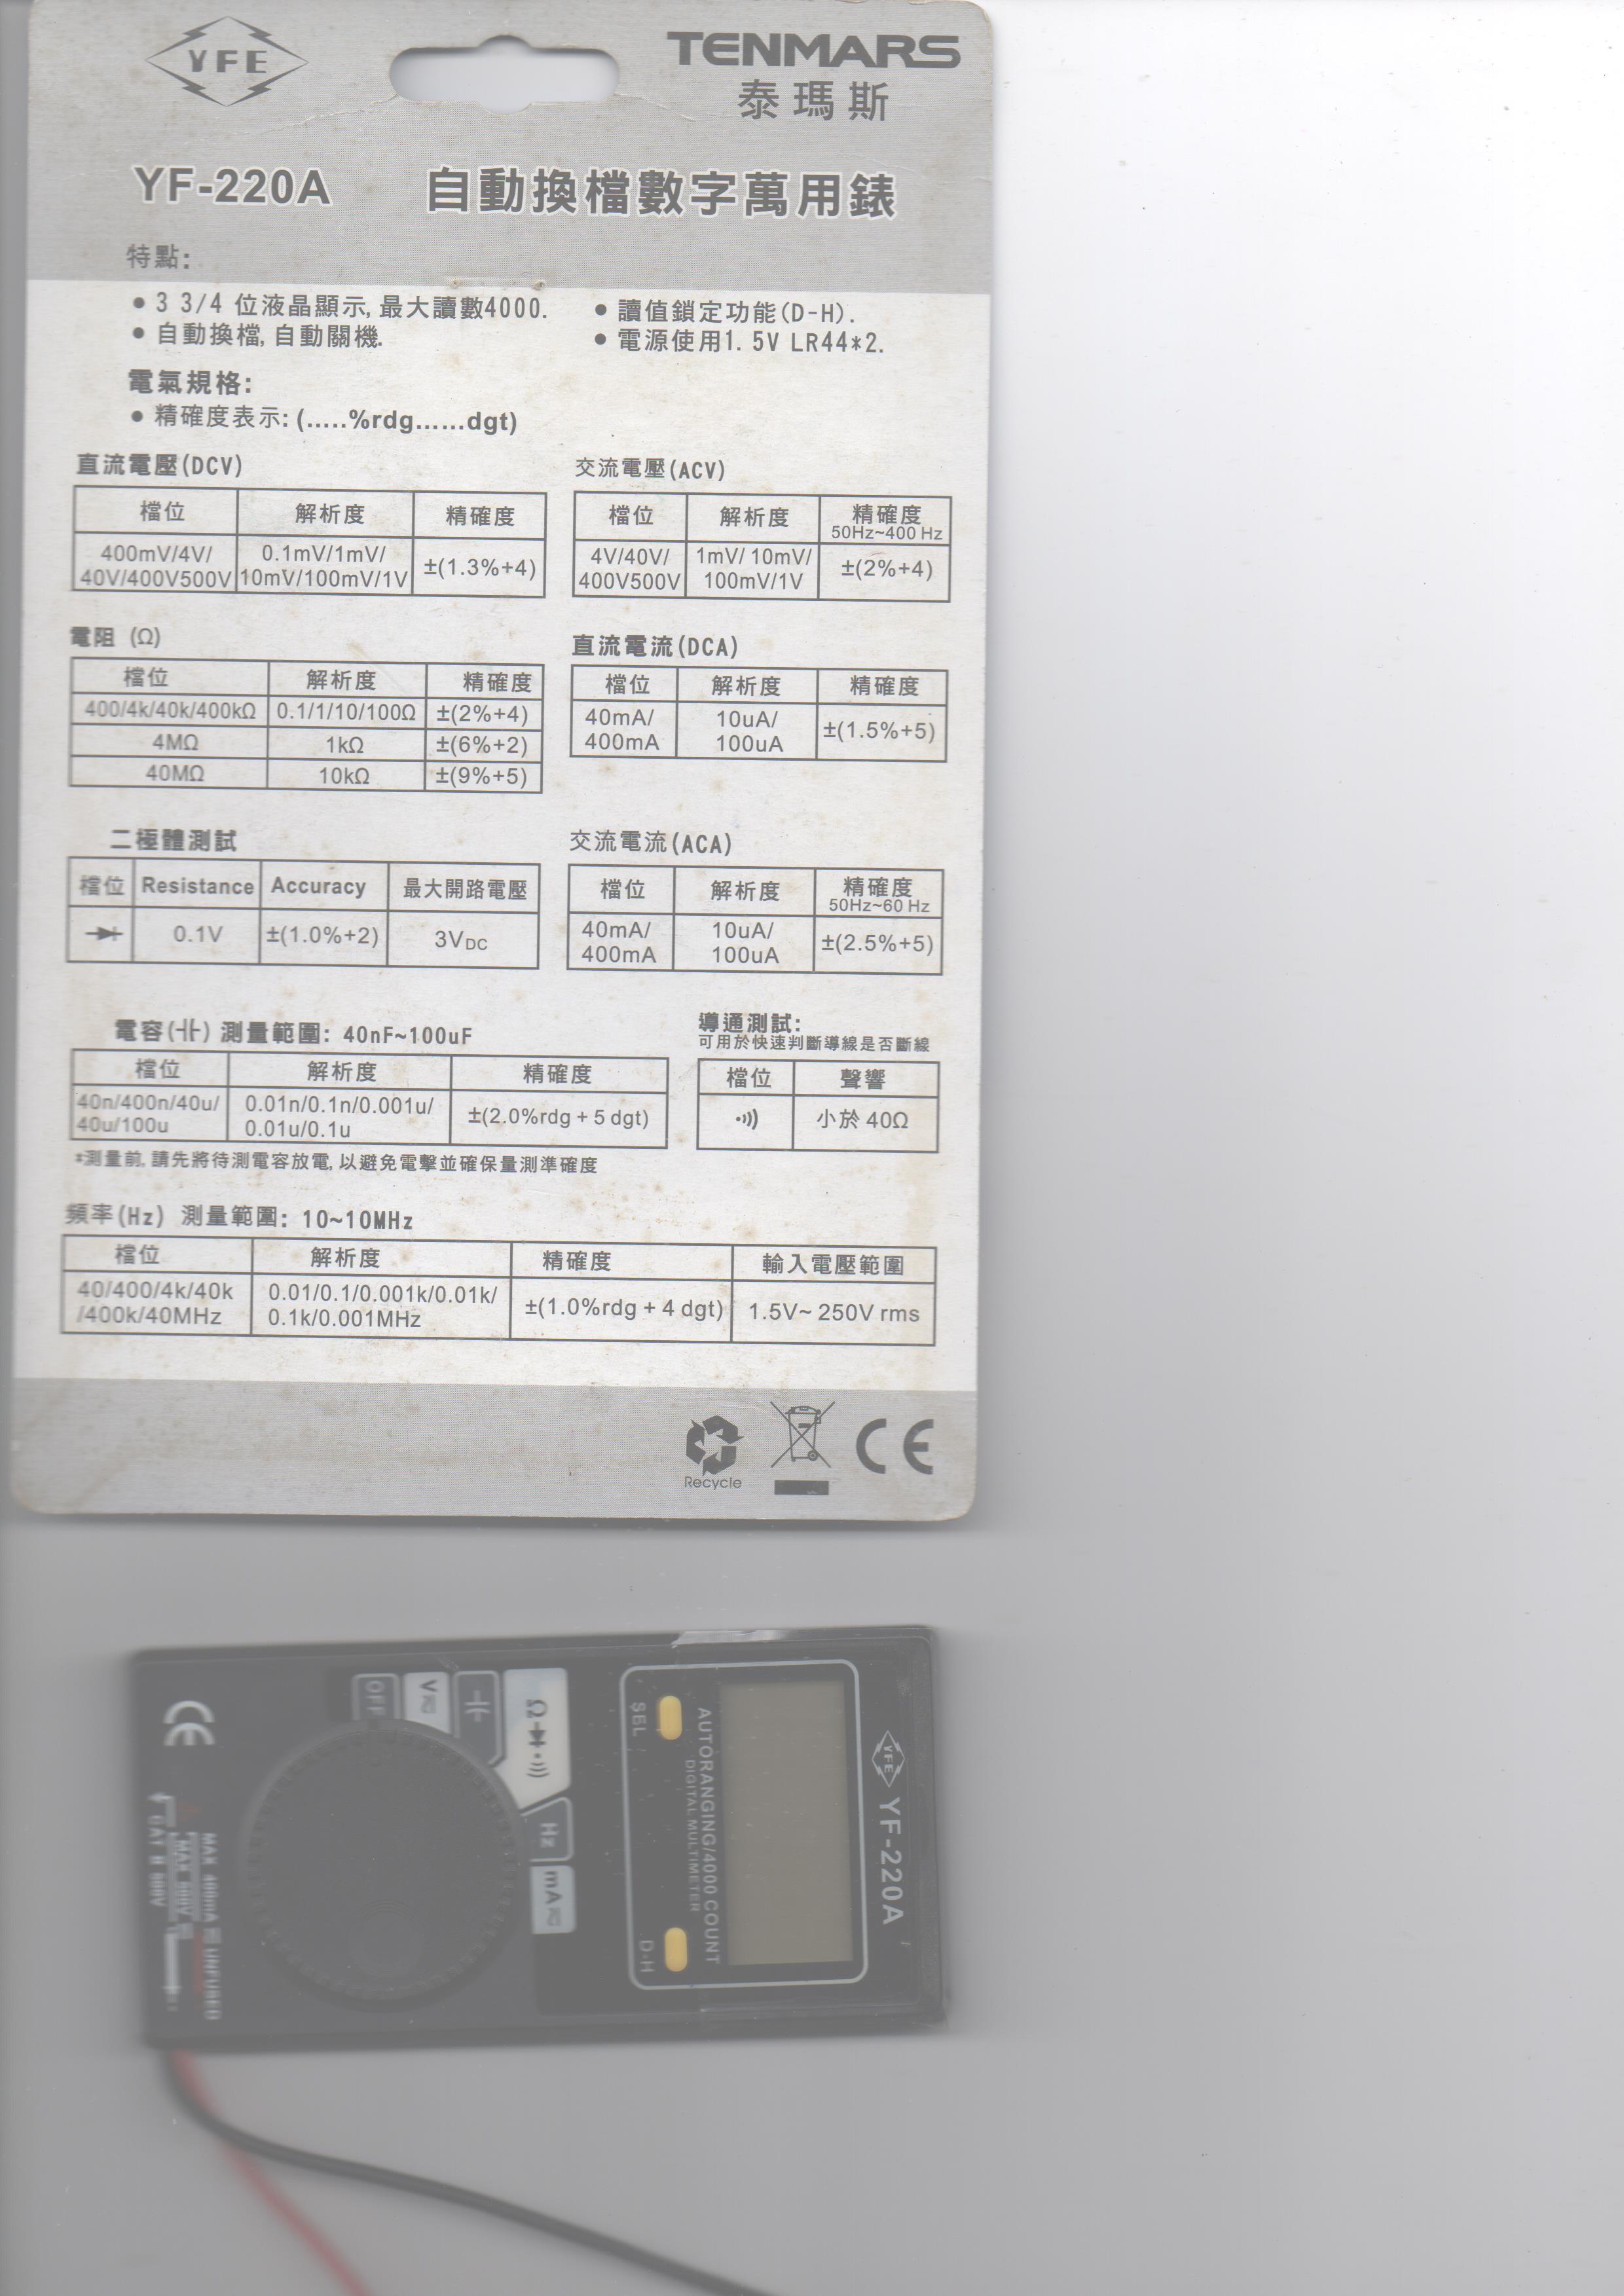 YFE
TENMARS
泰瑪斯
YF-220A 自動換檔數字萬用錶
特點:
● 3 3/4 位液晶顯示,最大讀數4000.
● 自動換檔,自動關機.
● 讀值鎖定功能(D-H).
● 電源使用1.5V LR44*2.
電氣規格:
● 精確度表示: (.....%rdg......dgt)
直流電壓(DCV)
檔位 解析度 精確度
400mV/4V/ 0.1mV/1mV/ ±(1.3%+4)
40V/400V500V 10mV/100mV/1V
交流電壓(ACV)
檔位 解析度 精確度
50Hz~400 Hz
4V/40V/ 1mV/ 10mV/ ±(2%+4)
400V500V 100mV/1V
電阻 (Ω)
檔位 解析度 精確度
400/4k/40k/400kΩ 0.1/1/10/100Ω ±(2%+4)
4MΩ 1kΩ ±(6%+2)
40MΩ 10kΩ ±(9%+5)
直流電流(DCA)
檔位 解析度 精確度
40mA/ 10uA/ ±(1.5%+5)
400mA 100uA
二極體測試
檔位 Resistance Accuracy 最大開路電壓
0.1V ±(1.0%+2) 3VDC
交流電流(ACA)
檔位 解析度 精確度
50Hz~60 Hz
40mA/ 10uA/ ±(2.5%+5)
400mA 100uA
電容(⊣⊢) 測量範圍: 40nF~100uF
檔位 解析度 精確度
40n/400n/40u/ 0.01n/0.1n/0.001u/ ±(2.0%rdg + 5 dgt)
40u/100u 0.01u/0.1u
*測量前,請先將待測電容放電,以避免電擊並確保量測準確度
導通測試:
可用於快速判斷導線是否斷線
檔位 聲響
小於 40Ω
頻率(Hz) 測量範圍: 10~10MHz
檔位 解析度 精確度 輸入電壓範圍
40/400/4k/40k 0.01/0.1/0.001k/0.01k/ ±(1.0%rdg + 4 dgt) 1.5V~ 250V rms
/400k/40MHz 0.1k/0.001MHz
Recycle
CE
YFE YF-220A
AUTORANGING/4000 COUNT
DIGITAL MULTIMETER
SEL
D-H
OFF
V
Ω
Hz
mA
CE
MAX 400mA UNFUSED
MAX 500V
CAT II 600V